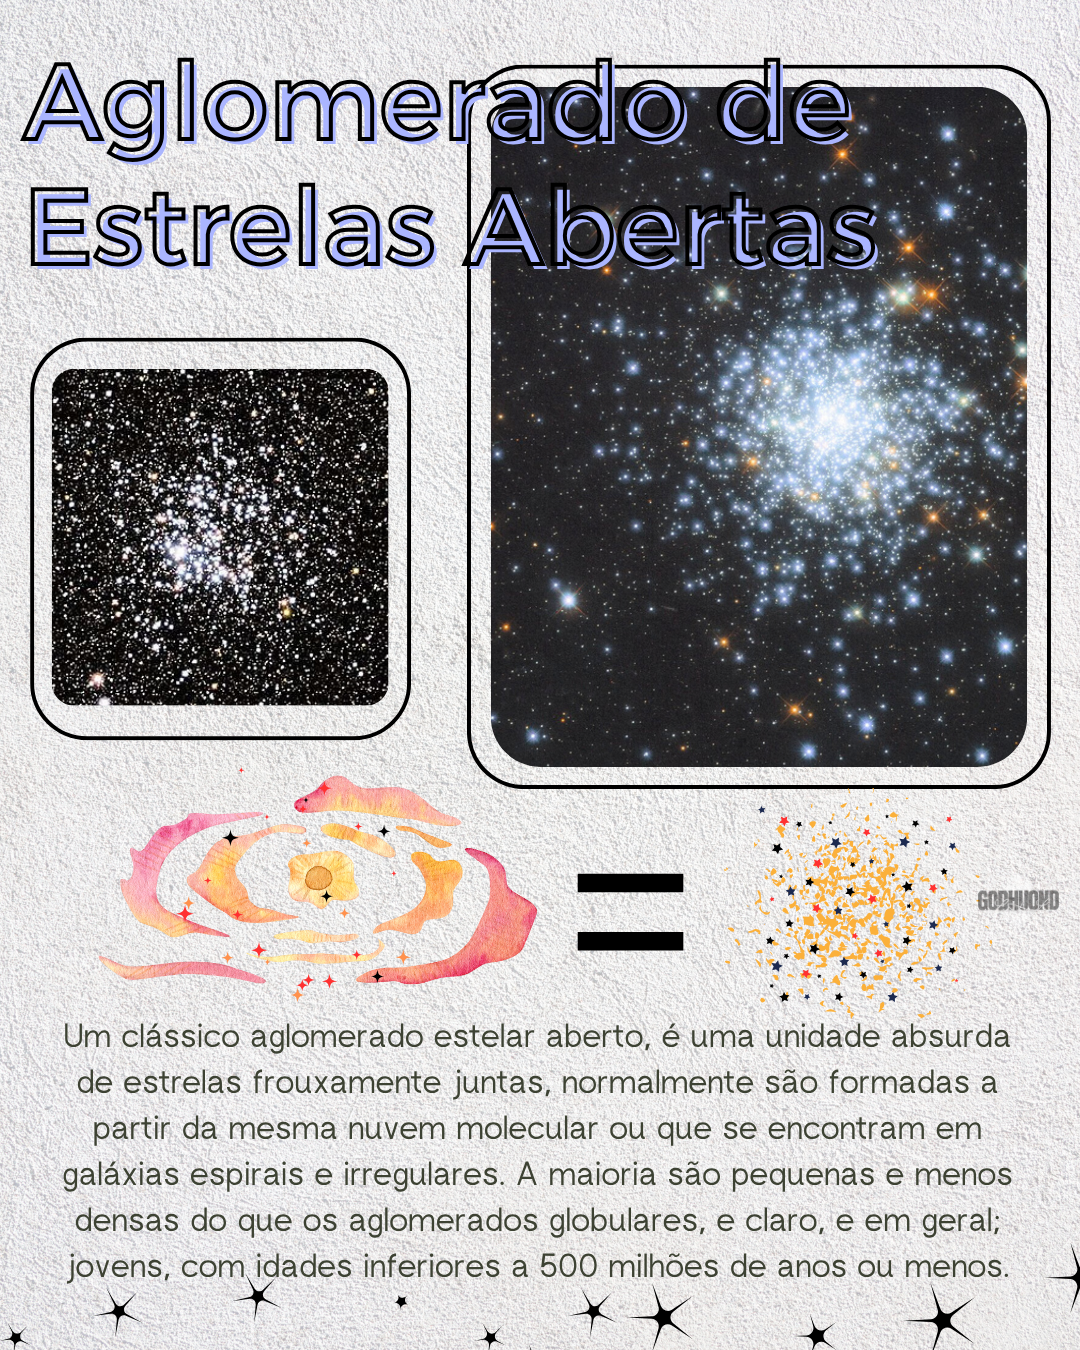 Aglomerado de
Estrelas Abertas
GODHUOND
Um clássico aglomerado estelar aberto, é uma unidade absurda
de estrelas frouxamente juntas, normalmente são formadas a
partir da mesma nuvem molecular ou que se encontram em
galáxias espirais e irregulares. A maioria são pequenas e menos
densas do que os aglomerados globulares, e claro, e em geral;
jovens, com idades inferiores a 500 milhões de anos ou menos.